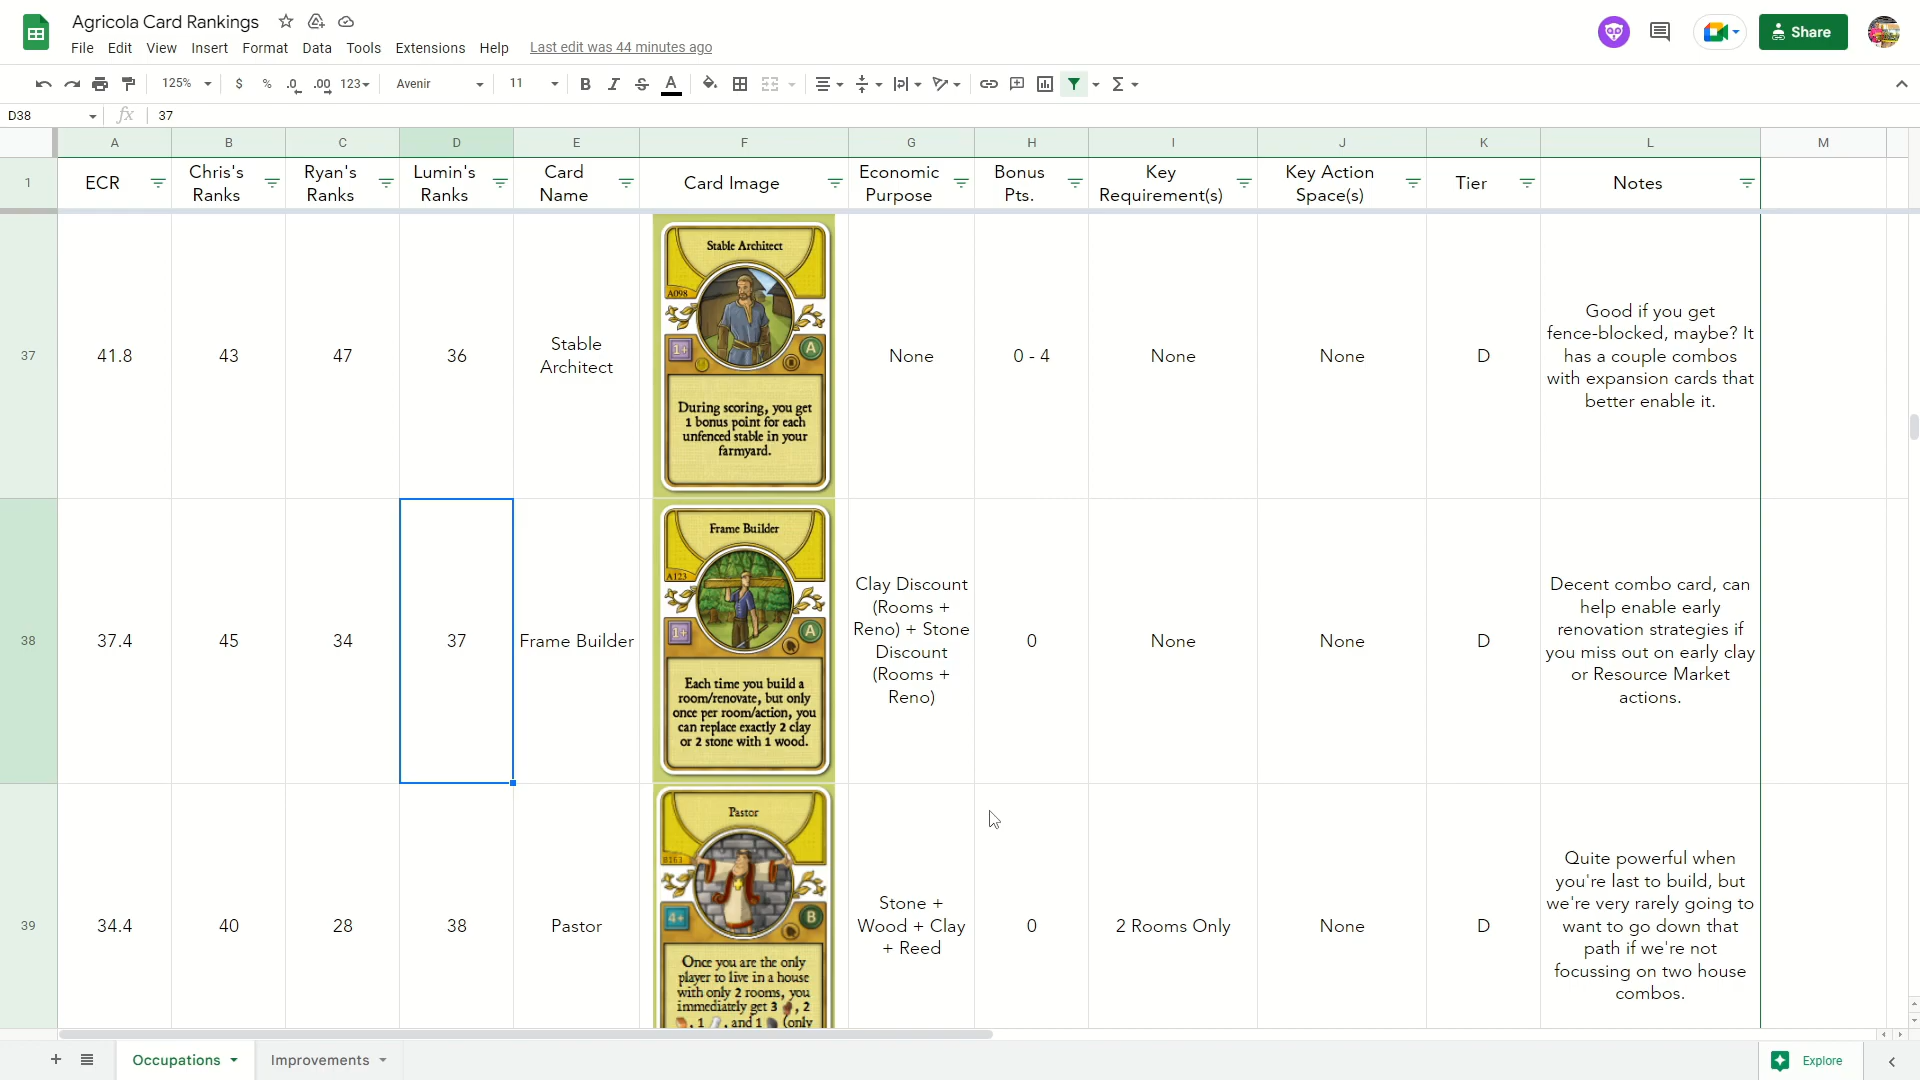 Agricola Card Rankings
File Edit View Insert Format Data Tools Extensions Help Last edit was 44 minutes ago
Share
125% $ % .0 .00 123 Avenir 11 B I S A
D38 fx 37
A B C D E F G H I J K L M
1 ECR Chris's Ranks Ryan's Ranks Lumin's Ranks Card Name Card Image Economic Purpose Bonus Pts. Key Requirement(s) Key Action Space(s) Tier Notes
37 41.8 43 47 36 Stable Architect
Stable Architect
A098
1+
A
During scoring, you get
1 bonus point for each
unfenced stable in your
farmyard.
None 0 - 4 None None D
Good if you get
fence-blocked, maybe? It
has a couple combos
with expansion cards that
better enable it.
38 37.4 45 34 37 Frame Builder
Frame Builder
A123
1+
A
Each time you build a
room/renovate, but only
once per room/action, you
can replace exactly 2 clay
or 2 stone with 1 wood.
Clay Discount
(Rooms +
Reno) + Stone
Discount
(Rooms +
Reno)
0 None None D
Decent combo card, can
help enable early
renovation strategies if
you miss out on early clay
or Resource Market
actions.
39 34.4 40 28 38 Pastor
Pastor
B163
4+
B
Once you are the only
player to live in a house
with only 2 rooms, you
immediately get 3 , 2
, 1 , and 1 (only
Stone +
Wood + Clay
+ Reed
0 2 Rooms Only None D
Quite powerful when
you're last to build, but
we're very rarely going to
want to go down that
path if we're not
focussing on two house
combos.
Occupations Improvements Explore